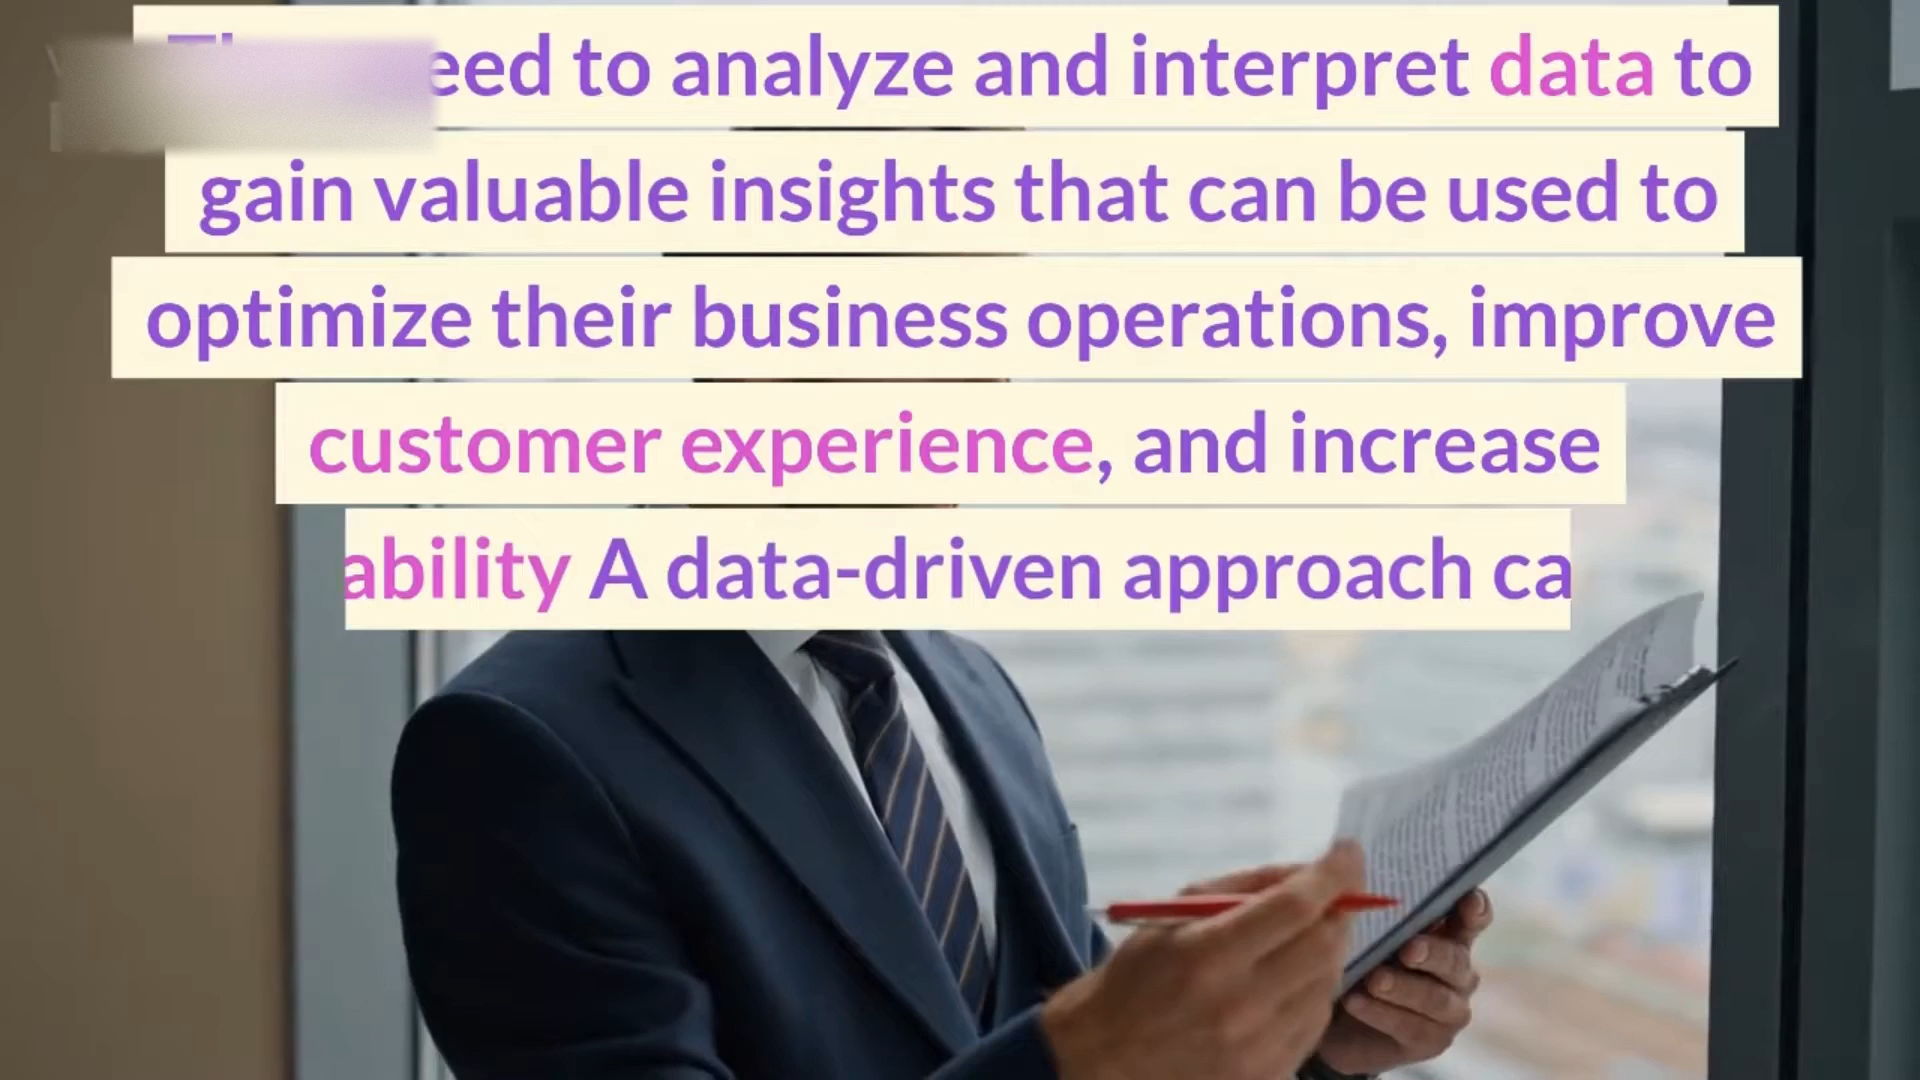 to analyze and interpret data to
gain valuable insights that can be used to
optimize their business operations, improve
customer experience, and increase
ability A data-driven approach ca